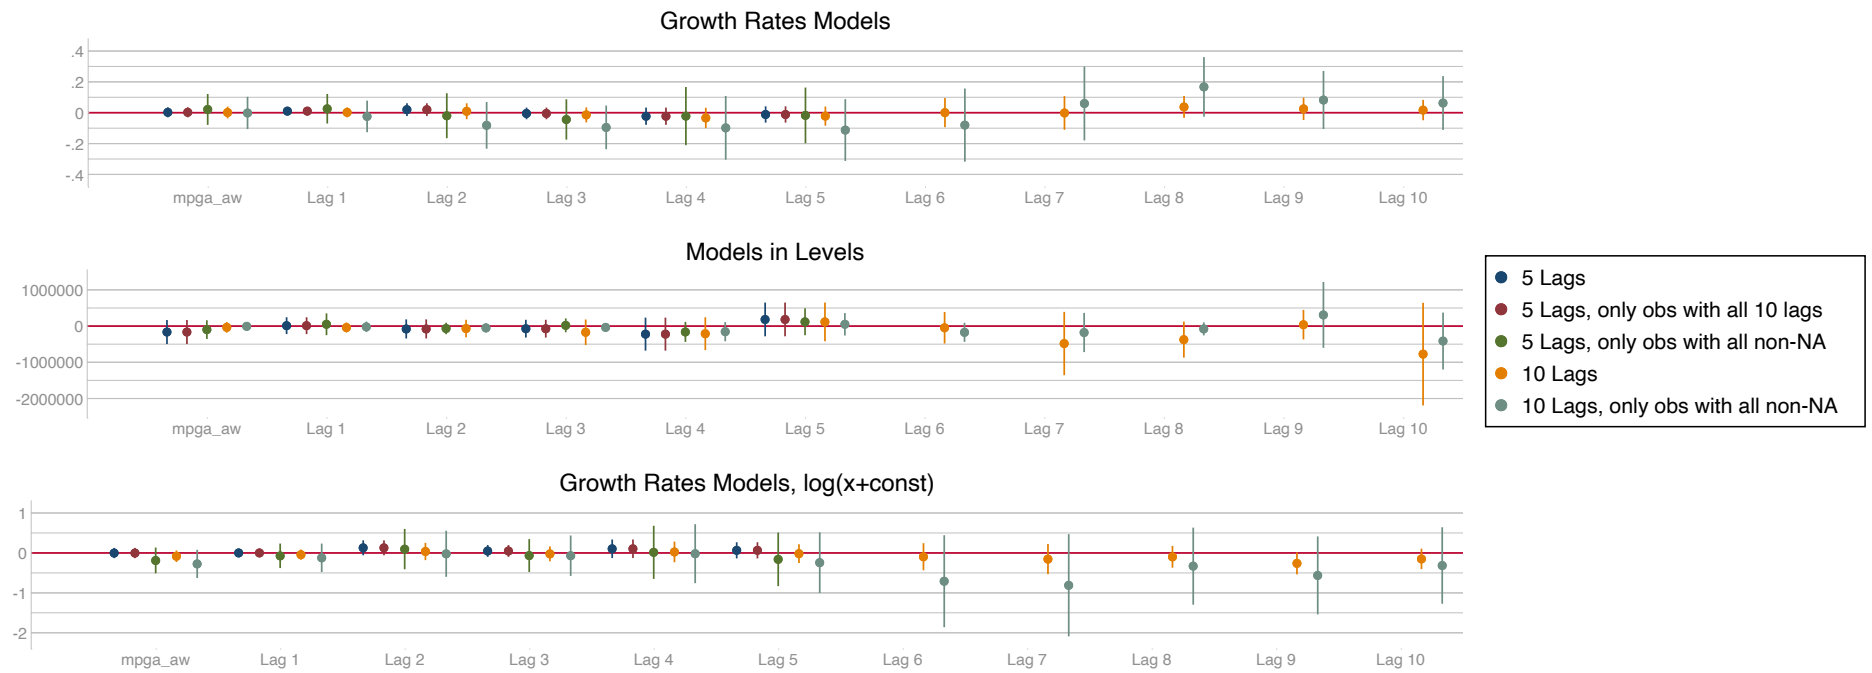 Growth Rates Models
.4
.2
0
-.2
-.4
mpga_aw Lag 1 Lag 2 Lag 3 Lag 4 Lag 5 Lag 6 Lag 7 Lag 8 Lag 9 Lag 10
Models in Levels
1000000
0
-1000000
-2000000
mpga_aw Lag 1 Lag 2 Lag 3 Lag 4 Lag 5 Lag 6 Lag 7 Lag 8 Lag 9 Lag 10
5 Lags
5 Lags, only obs with all 10 lags
5 Lags, only obs with all non-NA
10 Lags
10 Lags, only obs with all non-NA
Growth Rates Models, log(x+const)
1
0
-1
-2
mpga_aw Lag 1 Lag 2 Lag 3 Lag 4 Lag 5 Lag 6 Lag 7 Lag 8 Lag 9 Lag 10